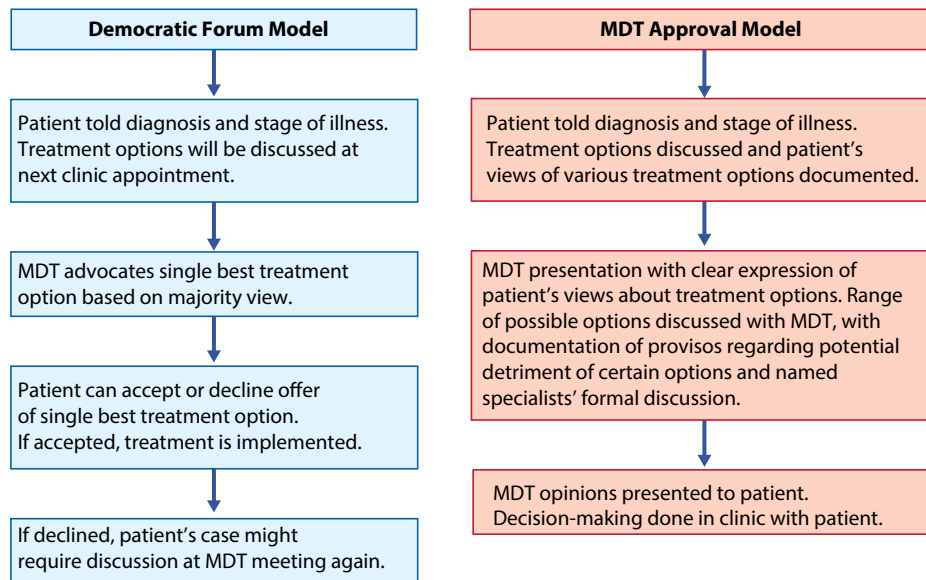 Democratic Forum Model
Patient told diagnosis and stage of illness.
Treatment options will be discussed at
next clinic appointment.
MDT advocates single best treatment
option based on majority view.
Patient can accept or decline offer
of single best treatment option.
If accepted, treatment is implemented.
If declined, patient’s case might
require discussion at MDT meeting again.
MDT Approval Model
Patient told diagnosis and stage of illness.
Treatment options discussed and patient’s
views of various treatment options documented.
MDT presentation with clear expression of
patient’s views about treatment options. Range
of possible options discussed with MDT, with
documentation of provisos regarding potential
detriment of certain options and named
specialists’ formal discussion.
MDT opinions presented to patient.
Decision-making done in clinic with patient.